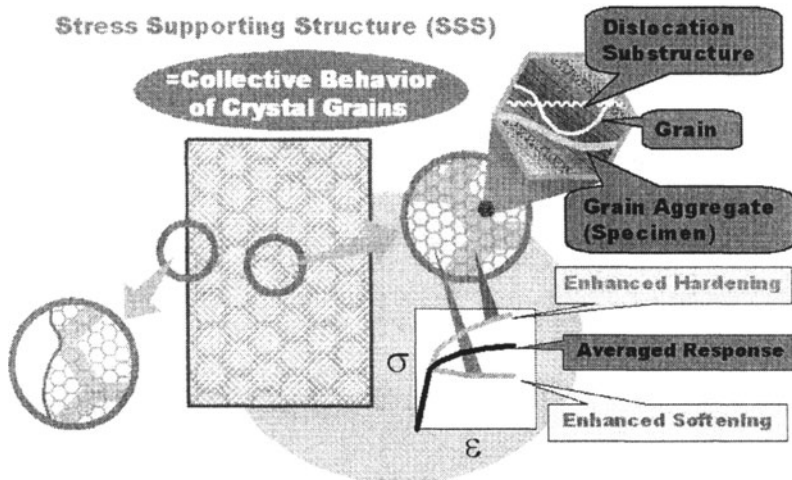 Stress Supporting Structure (SSS)
=Collective Behavior
of Crystal Grains
Dislocation
Substructure
Grain
Grain Aggregate
(Specimen)
Enhanced Hardening
σ
Averaged Response
Enhanced Softening
ε